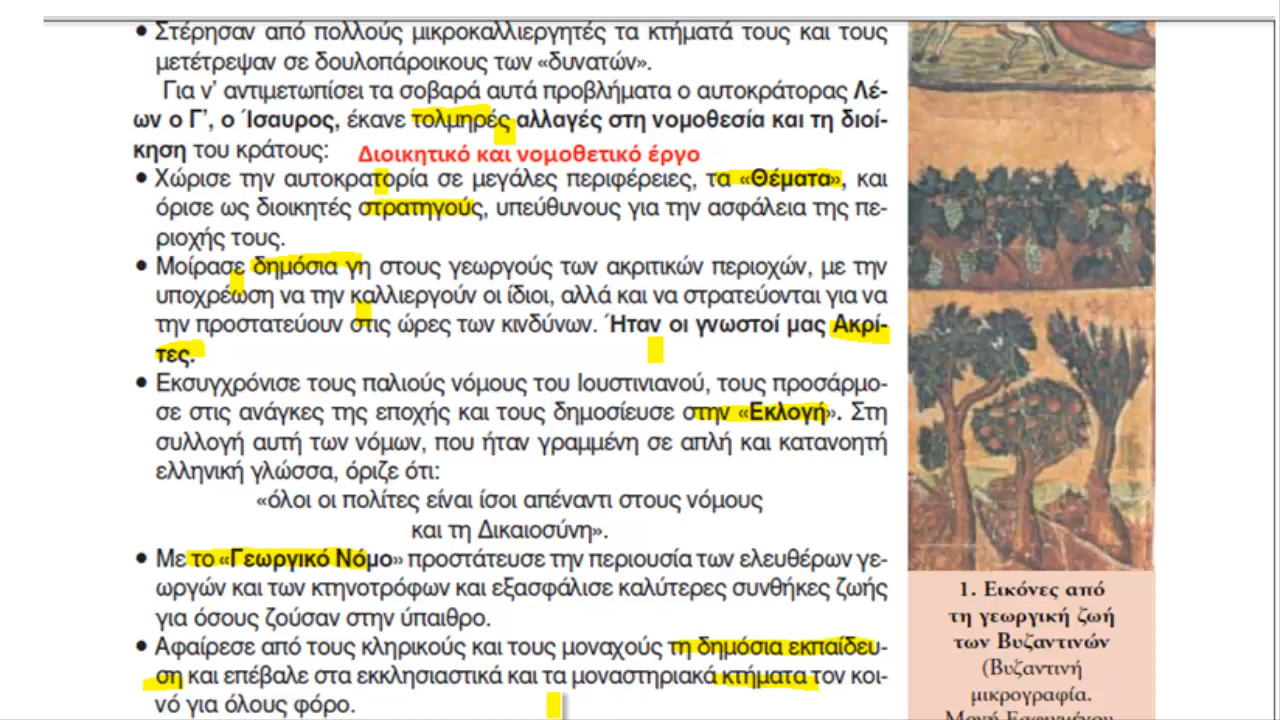 • Στέρησαν από πολλούς μικροκαλλιεργητές τα κτήματά τους και τους
μετέτρεψαν σε δουλοπάροικους των «δυνατών».
Για ν’ αντιμετωπίσει τα σοβαρά αυτά προβλήματα ο αυτοκράτορας Λέ-
ων ο Γ’, ο Ίσαυρος, έκανε τολμηρές αλλαγές στη νομοθεσία και τη διοί-
κηση του κράτους:
Διοικητικό και νομοθετικό έργο
• Χώρισε την αυτοκρατορία σε μεγάλες περιφέρειες, τα «Θέματα», και
όρισε ως διοικητές στρατηγούς, υπεύθυνους για την ασφάλεια της πε-
ριοχής τους.
• Μοίρασε δημόσια γη στους γεωργούς των ακριτικών περιοχών, με την
υποχρέωση να την καλλιεργούν οι ίδιοι, αλλά και να στρατεύονται για να
την προστατεύουν στις ώρες των κινδύνων. Ήταν οι γνωστοί μας Ακρί-
τες.
• Εκσυγχρόνισε τους παλιούς νόμους του Ιουστινιανού, τους προσάρμο-
σε στις ανάγκες της εποχής και τους δημοσίευσε στην «Εκλογή». Στη
συλλογή αυτή των νόμων, που ήταν γραμμένη σε απλή και κατανοητή
ελληνική γλώσσα, όριζε ότι:
«όλοι οι πολίτες είναι ίσοι απέναντι στους νόμους
και τη Δικαιοσύνη».
• Με το «Γεωργικό Νόμο» προστάτευσε την περιουσία των ελευθέρων γε-
ωργών και των κτηνοτρόφων και εξασφάλισε καλύτερες συνθήκες ζωής
για όσους ζούσαν στην ύπαιθρο.
• Αφαίρεσε από τους κληρικούς και τους μοναχούς τη δημόσια εκπαίδευ-
ση και επέβαλε στα εκκλησιαστικά και τα μοναστηριακά κτήματα τον κοι-
νό για όλους φόρο.
1. Εικόνες από
τη γεωργική ζωή
των Βυζαντινών
(Βυζαντινή
μικρογραφία.
Μονή Εσφιγμένου